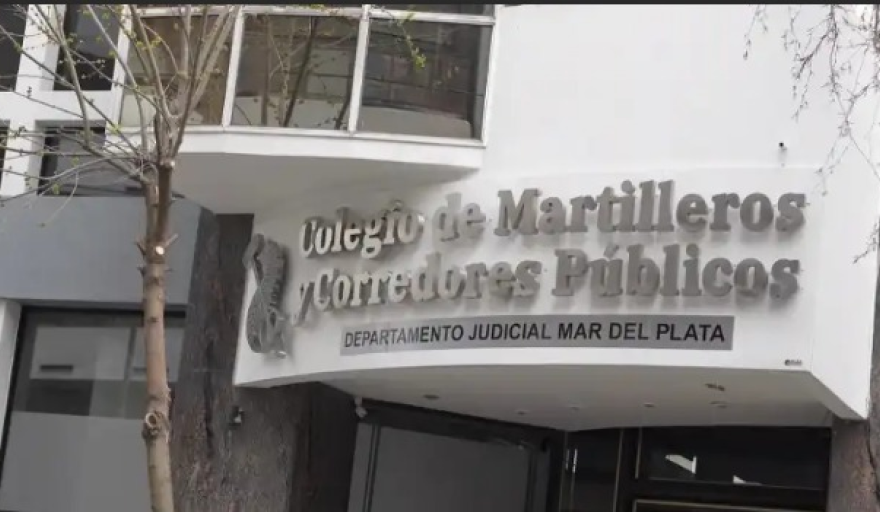 Colegio de Martilleros
y Corredores Públicos
DEPARTAMENTO JUDICIAL MAR DEL PLATA